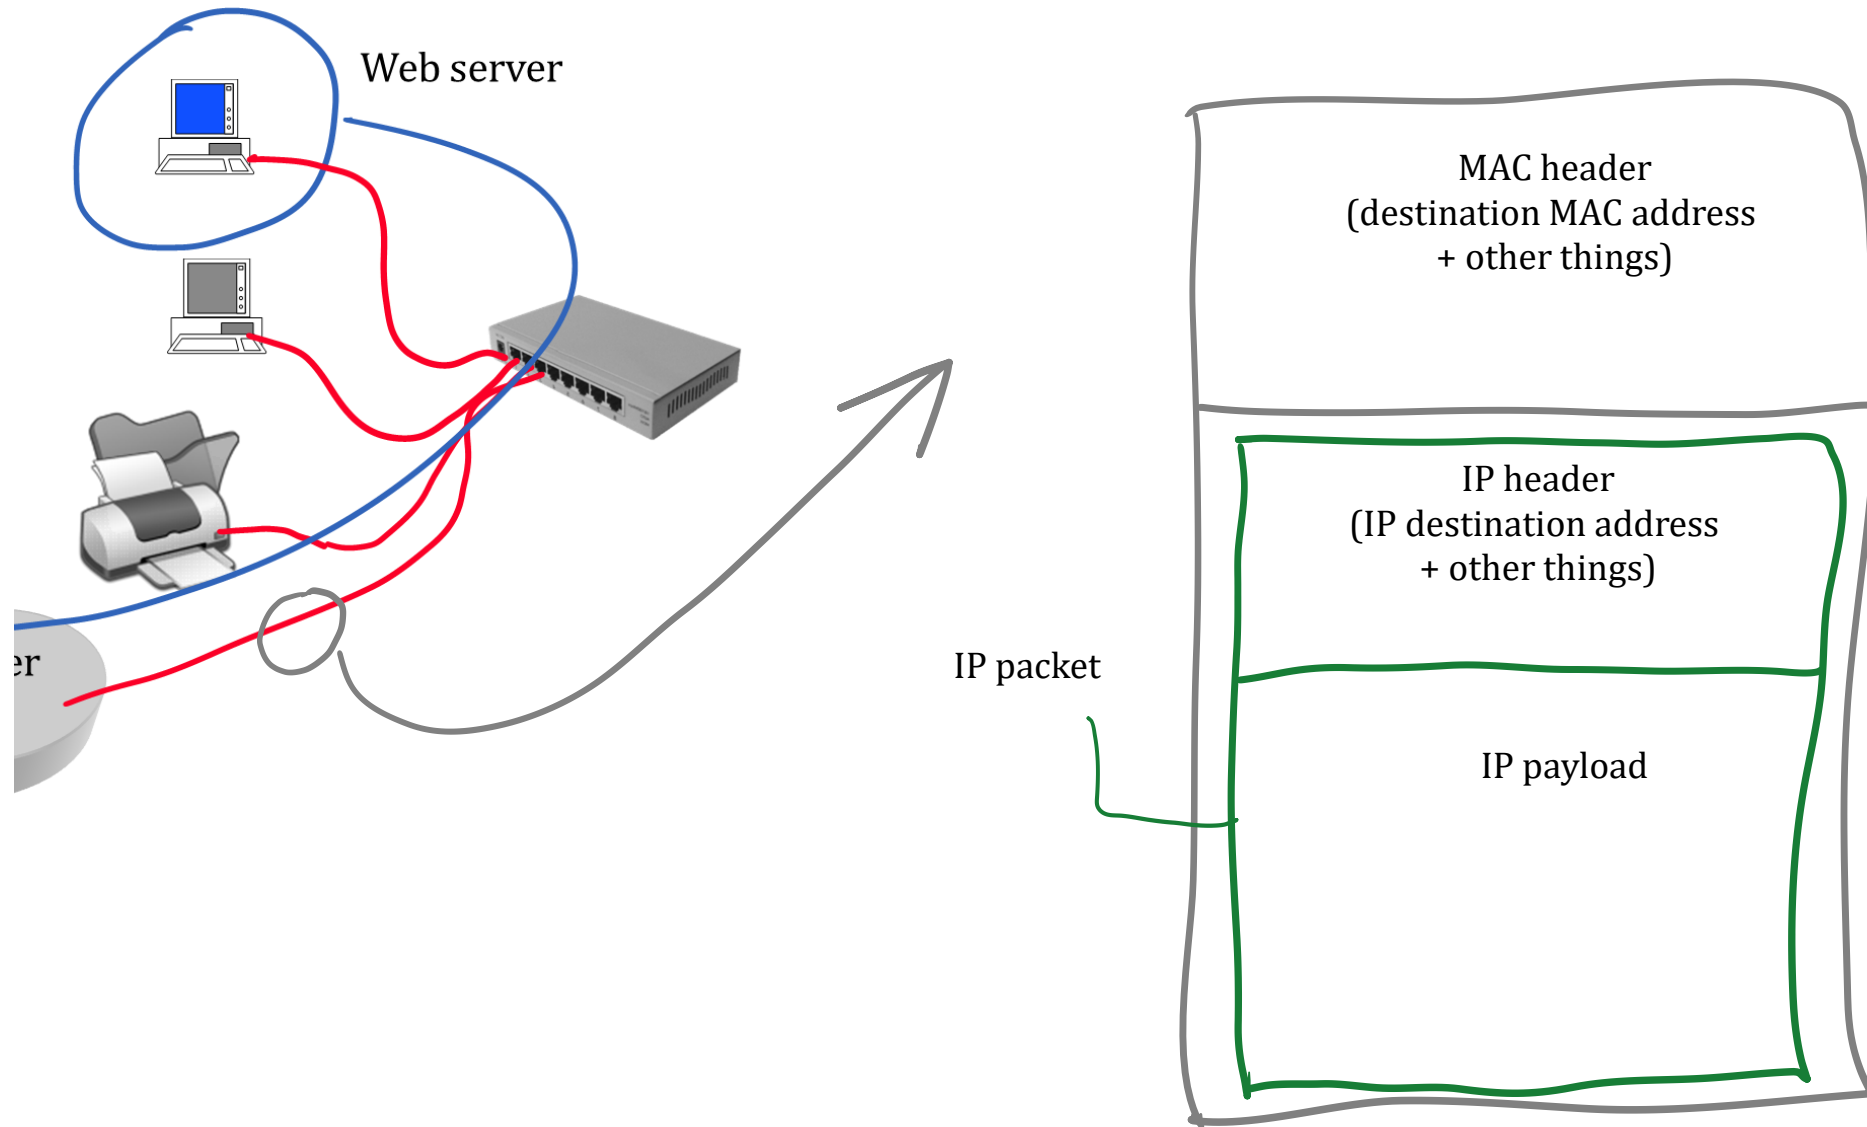 Web server
MAC header
(destination MAC address
+ other things)
IP header
(IP destination address
+ other things)
IP packet
er
IP payload